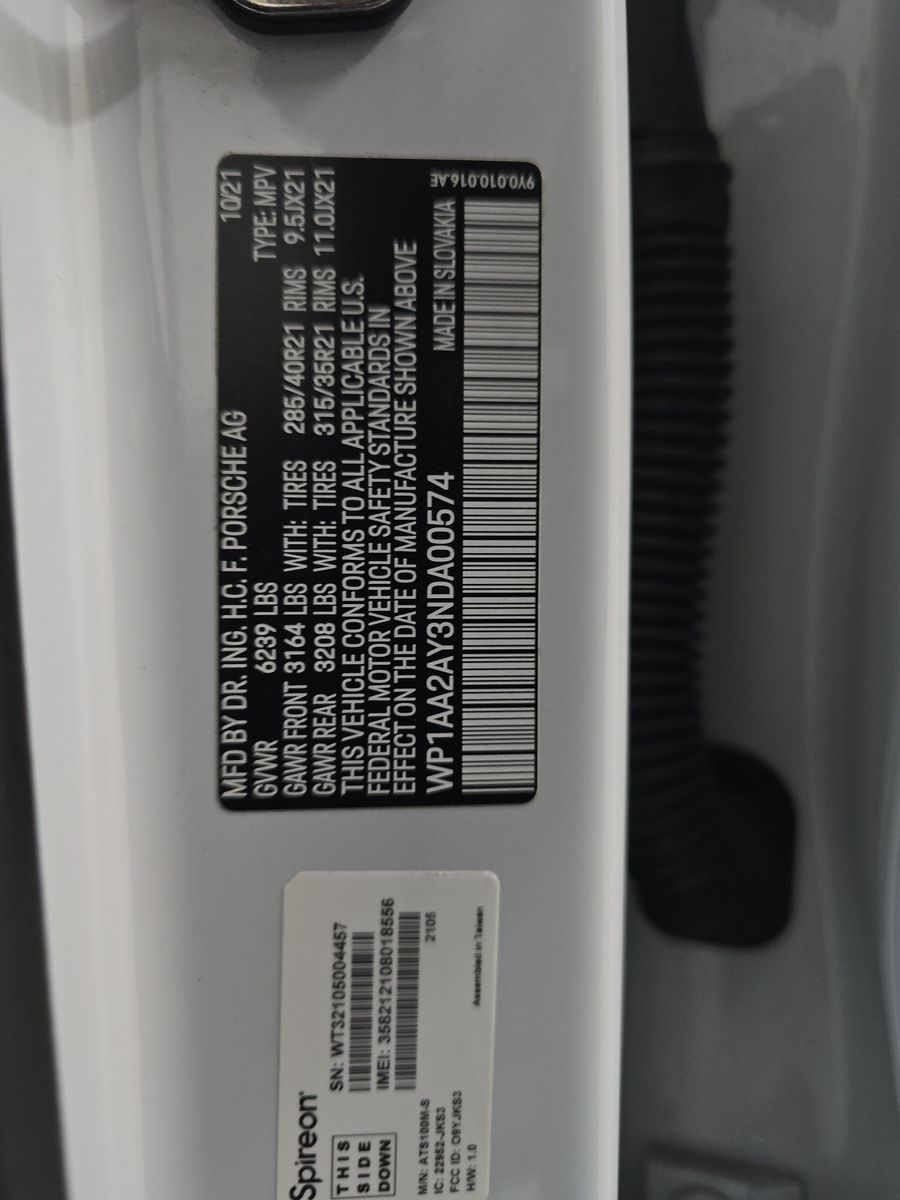 MFD BY DR. ING. H.C. F. PORSCHE AG 10/21
GVWR 6239 LBS TYPE: MPV
GAWR FRONT 3164 LBS WITH: TIRES 285/40R21 RIMS 9.5JX21
GAWR REAR 3208 LBS WITH: TIRES 315/35R21 RIMS 11.0JX21
THIS VEHICLE CONFORMS TO ALL APPLICABLE U.S.
FEDERAL MOTOR VEHICLE SAFETY STANDARDS IN
EFFECT ON THE DATE OF MANUFACTURE SHOWN ABOVE
WP1AA2AY3NDA00574 MADE IN SLOVAKIA
9Y0.010.016.AE
Spireon
THIS
SIDE
DOWN
SN: WT32105004457
IMEI: 358212108018556
M/N: ATS100M-S 2105
IC: 22952-JKS3
FCC ID: O9YJKS3
H/W: 1.0 Assembled in Taiwan